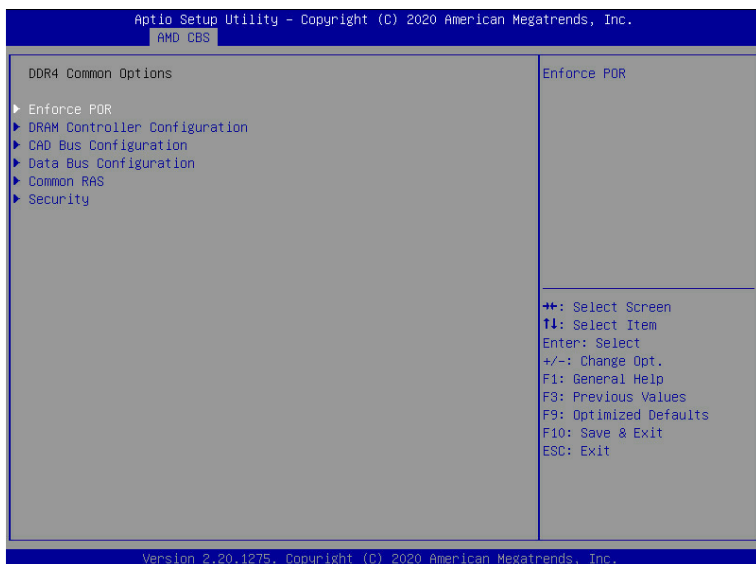 Aptio Setup Utility – Copyright (C) 2020 American Megatrends, Inc.
AMD CBS
DDR4 Common Options
Enforce POR
DRAM Controller Configuration
CAD Bus Configuration
Data Bus Configuration
Common RAS
Security
Enforce POR
→←: Select Screen
↑↓: Select Item
Enter: Select
+/-: Change Opt.
F1: General Help
F3: Previous Values
F9: Optimized Defaults
F10: Save & Exit
ESC: Exit
Version 2.20.1275. Copyright (C) 2020 American Megatrends, Inc.